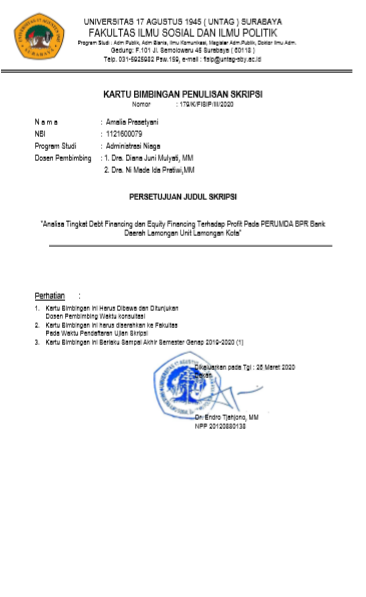 UNIVERSITAS 17 AGUSTUS 1945 ( UNTAG ) SURABAYA
FAKULTAS ILMU SOSIAL DAN ILMU POLITIK
Program Studi : Adm Publik, Adm Bisnis, Ilmu Komunikasi, Magister Adm.Publik, Doktor Ilmu Adm.
Gedung: F.101 Jl. Semolowaru 45 Surabaya ( 60118 )
Telp. 031-5925982 Psw.159, e-mail : fisip@untag-sby.ac.id
KARTU BIMBINGAN PENULISAN SKRIPSI
Nomor : 179/K/FISIP/III/2020
N a m a : Amalia Prasetyani
NBI : 1121600079
Program Studi : Administrasi Niaga
Dosen Pembimbing : 1. Dra. Diana Juni Mulyati, MM
2. Dra. Ni Made Ida Pratiwi,MM
PERSETUJUAN JUDUL SKRIPSI
"Analisa Tingkat Debt Financing dan Equity Financing Terhadap Profit Pada PERUMDA BPR Bank
Daerah Lamongan Unit Lamongan Kota"
Perhatian :
1. Kartu Bimbingan ini Harus Dibawa dan Ditunjukan
Dosen Pembimbing Waktu konsultasi
2. Kartu Bimbingan ini harus diserahkan ke Fakultas
Pada Waktu Pendaftaran Ujian Skripsi
3. Kartu Bimbingan ini Berlaku Sampai Akhir Semester Genap 2019-2020 (1)
Dikeluarkan pada Tgl : 26 Maret 2020
Dekan
Dr. Endro Tjahjono, MM
NPP 20120880138